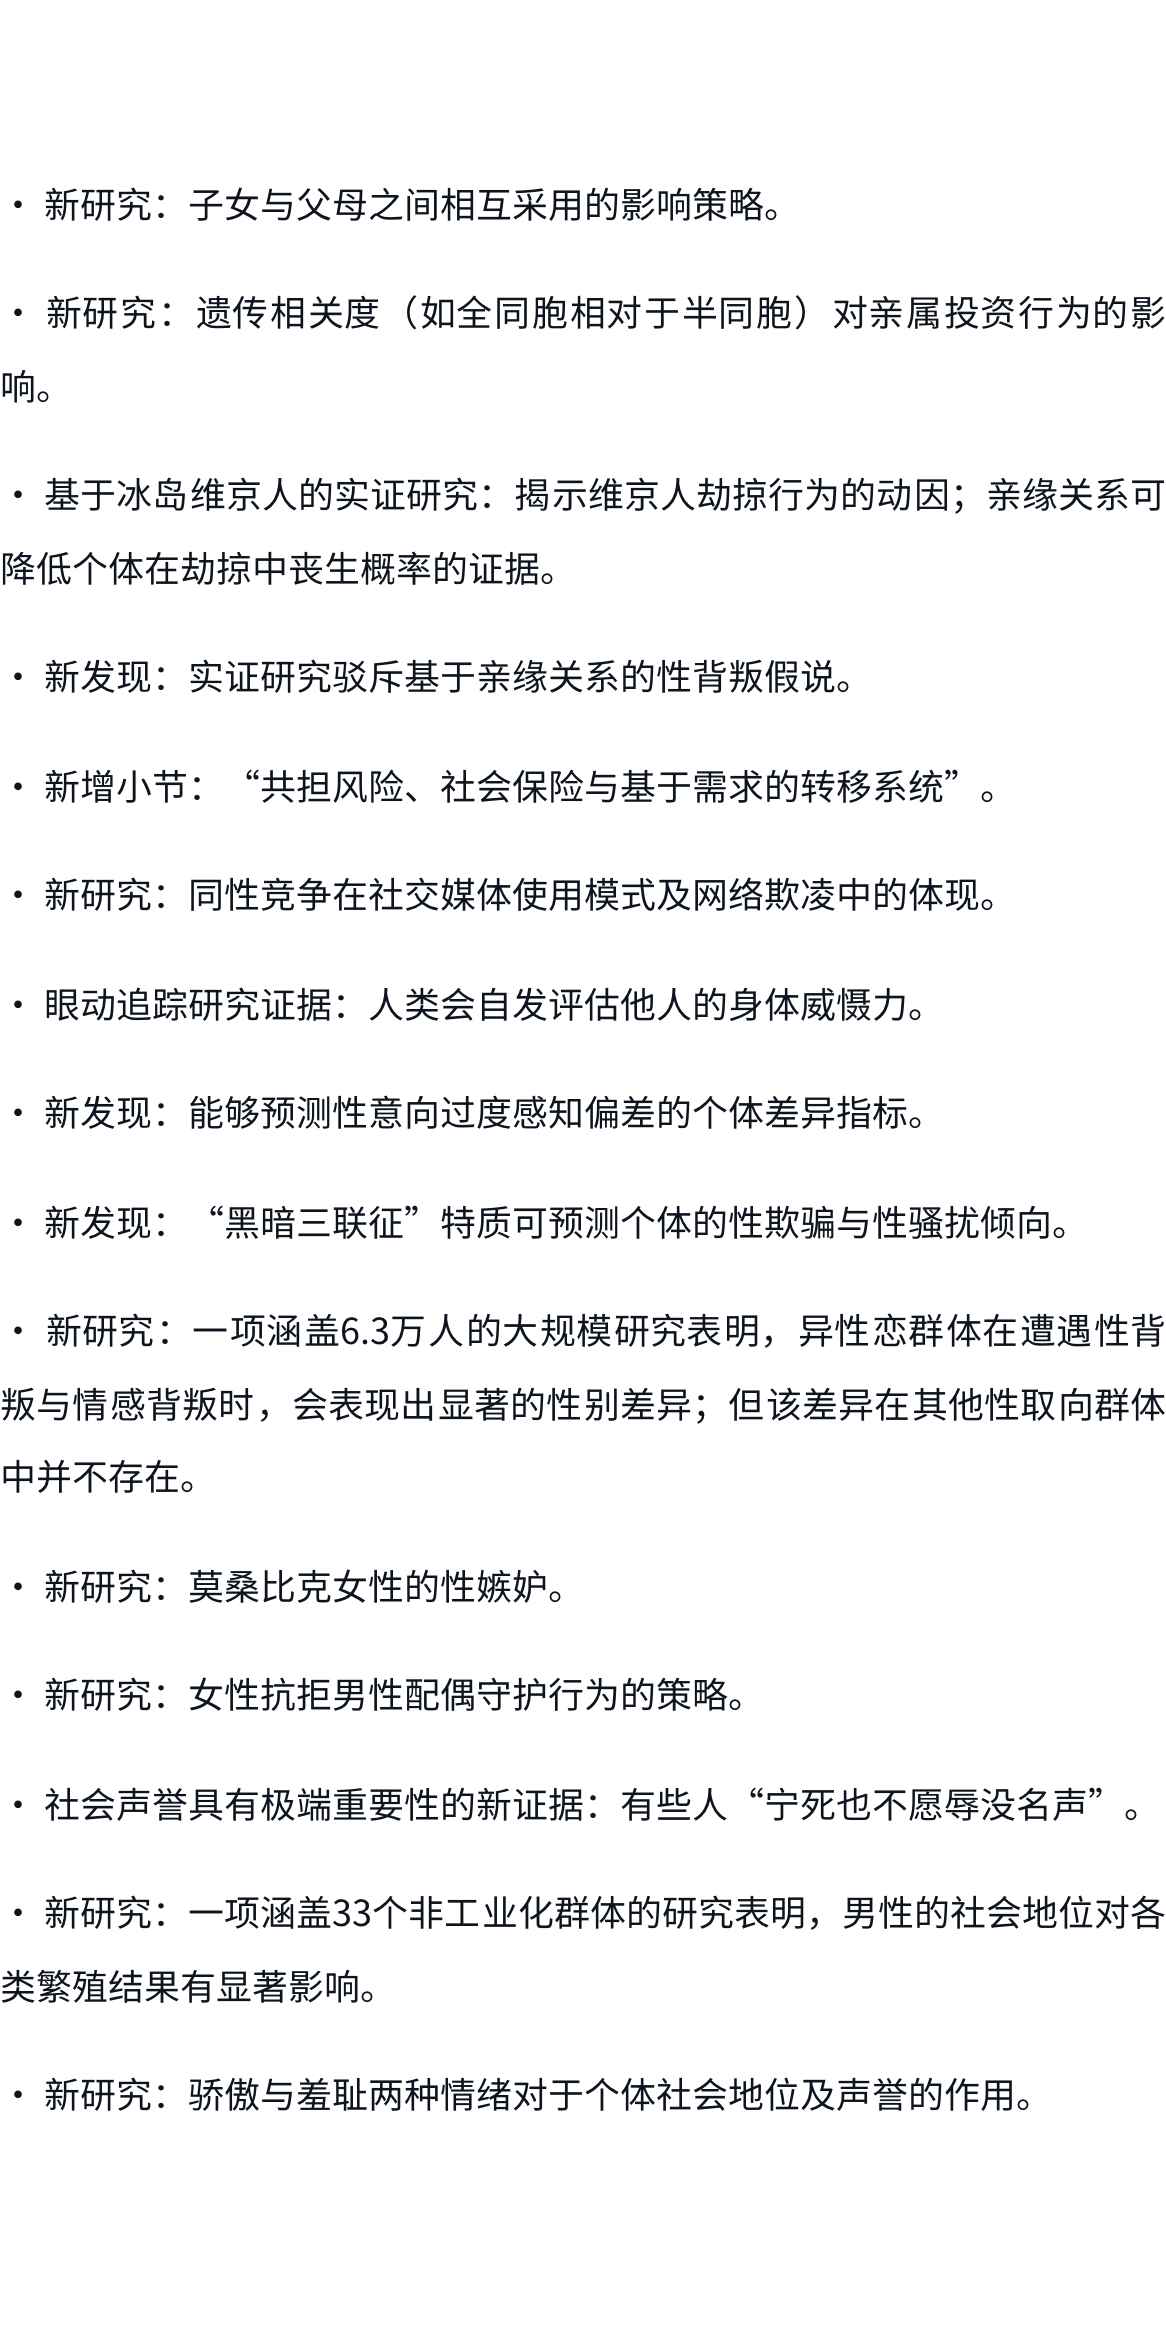 · 新研究：子女与父母之间相互采用的影响策略。
· 新研究：遗传相关度（如全同胞相对于半同胞）对亲属投资行为的影
响。
· 基于冰岛维京人的实证研究：揭示维京人劫掠行为的动因；亲缘关系可
降低个体在劫掠中丧生概率的证据。
· 新发现：实证研究驳斥基于亲缘关系的性背叛假说。
· 新增小节：“共担风险、社会保险与基于需求的转移系统”。
· 新研究：同性竞争在社交媒体使用模式及网络欺凌中的体现。
· 眼动追踪研究证据：人类会自发评估他人的身体威慑力。
· 新发现：能够预测性意向过度感知偏差的个体差异指标。
· 新发现：“黑暗三联征”特质可预测个体的性欺骗与性骚扰倾向。
· 新研究：一项涵盖6.3万人的大规模研究表明，异性恋群体在遭遇性背
叛与情感背叛时，会表现出显著的性别差异；但该差异在其他性取向群体
中并不存在。
· 新研究：莫桑比克女性的性嫉妒。
· 新研究：女性抗拒男性配偶守护行为的策略。
· 社会声誉具有极端重要性的新证据：有些人“宁死也不愿辱没名声”。
· 新研究：一项涵盖33个非工业化群体的研究表明，男性的社会地位对各
类繁殖结果有显著影响。
· 新研究：骄傲与羞耻两种情绪对于个体社会地位及声誉的作用。